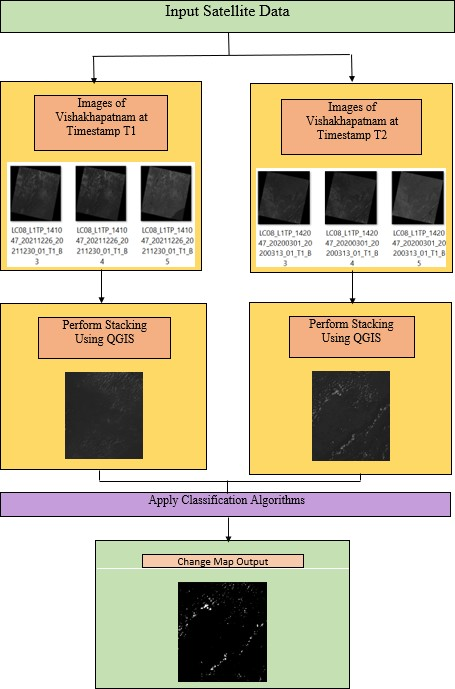 Input Satellite Data
Images of
Vishakhapatnam at
Timestamp T1
LC08_L1TP_1410
47_20211226_20
211230_01_T1_B
3
LC08_L1TP_1410
47_20211226_20
211230_01_T1_B
4
LC08_L1TP_1410
47_20211226_20
211230_01_T1_B
5
Images of
Vishakhapatnam at
Timestamp T2
LC08_L1TP_1420
47_20200301_20
200313_01_T1_B
3
LC08_L1TP_1420
47_20200301_20
200313_01_T1_B
4
LC08_L1TP_1420
47_20200301_20
200313_01_T1_B
5
Perform Stacking
Using QGIS
Perform Stacking
Using QGIS
Apply Classification Algorithms
Change Map Output